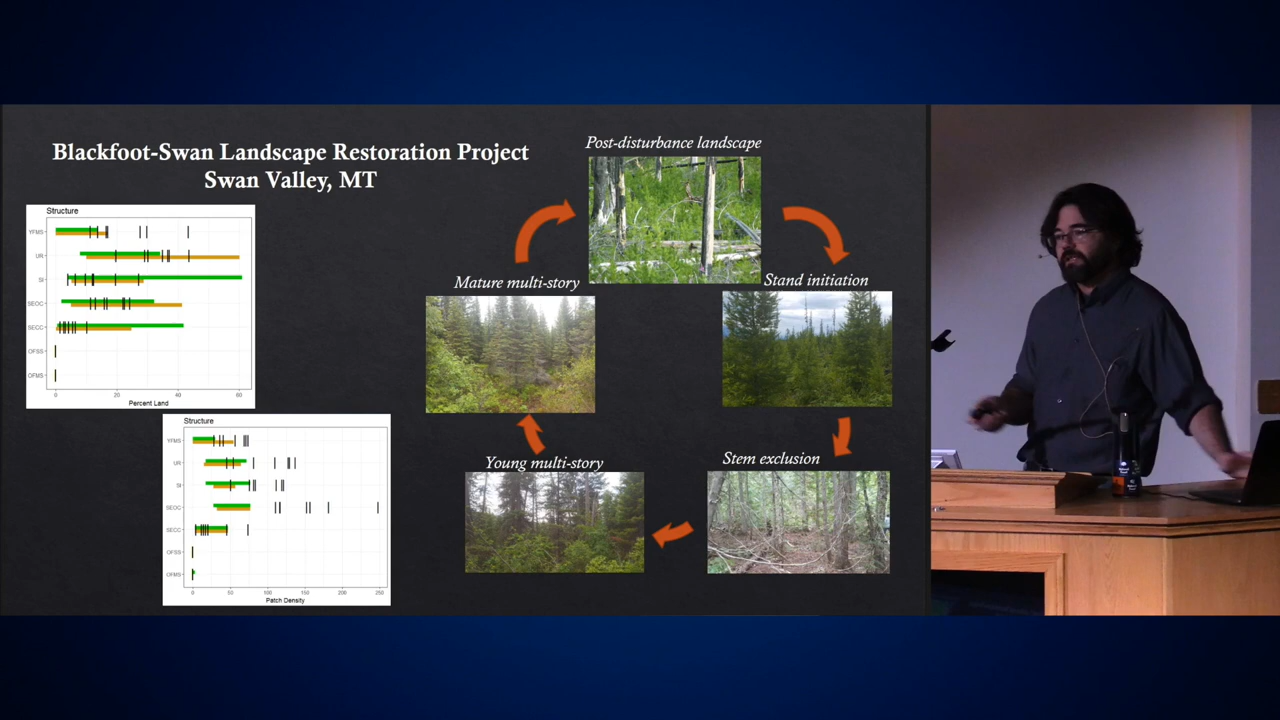 Blackfoot-Swan Landscape Restoration Project
Swan Valley, MT
Structure
YFMS
UR
SI
SEOC
SECC
OFSS
OFMS
0
20
40
60
Percent Land
Structure
YFMS
UR
SI
SEOC
SECC
OFSS
OFMS
0
50
100
150
200
250
Patch Density
Post-disturbance landscape
Stand initiation
Stem exclusion
Young multi-story
Mature multi-story